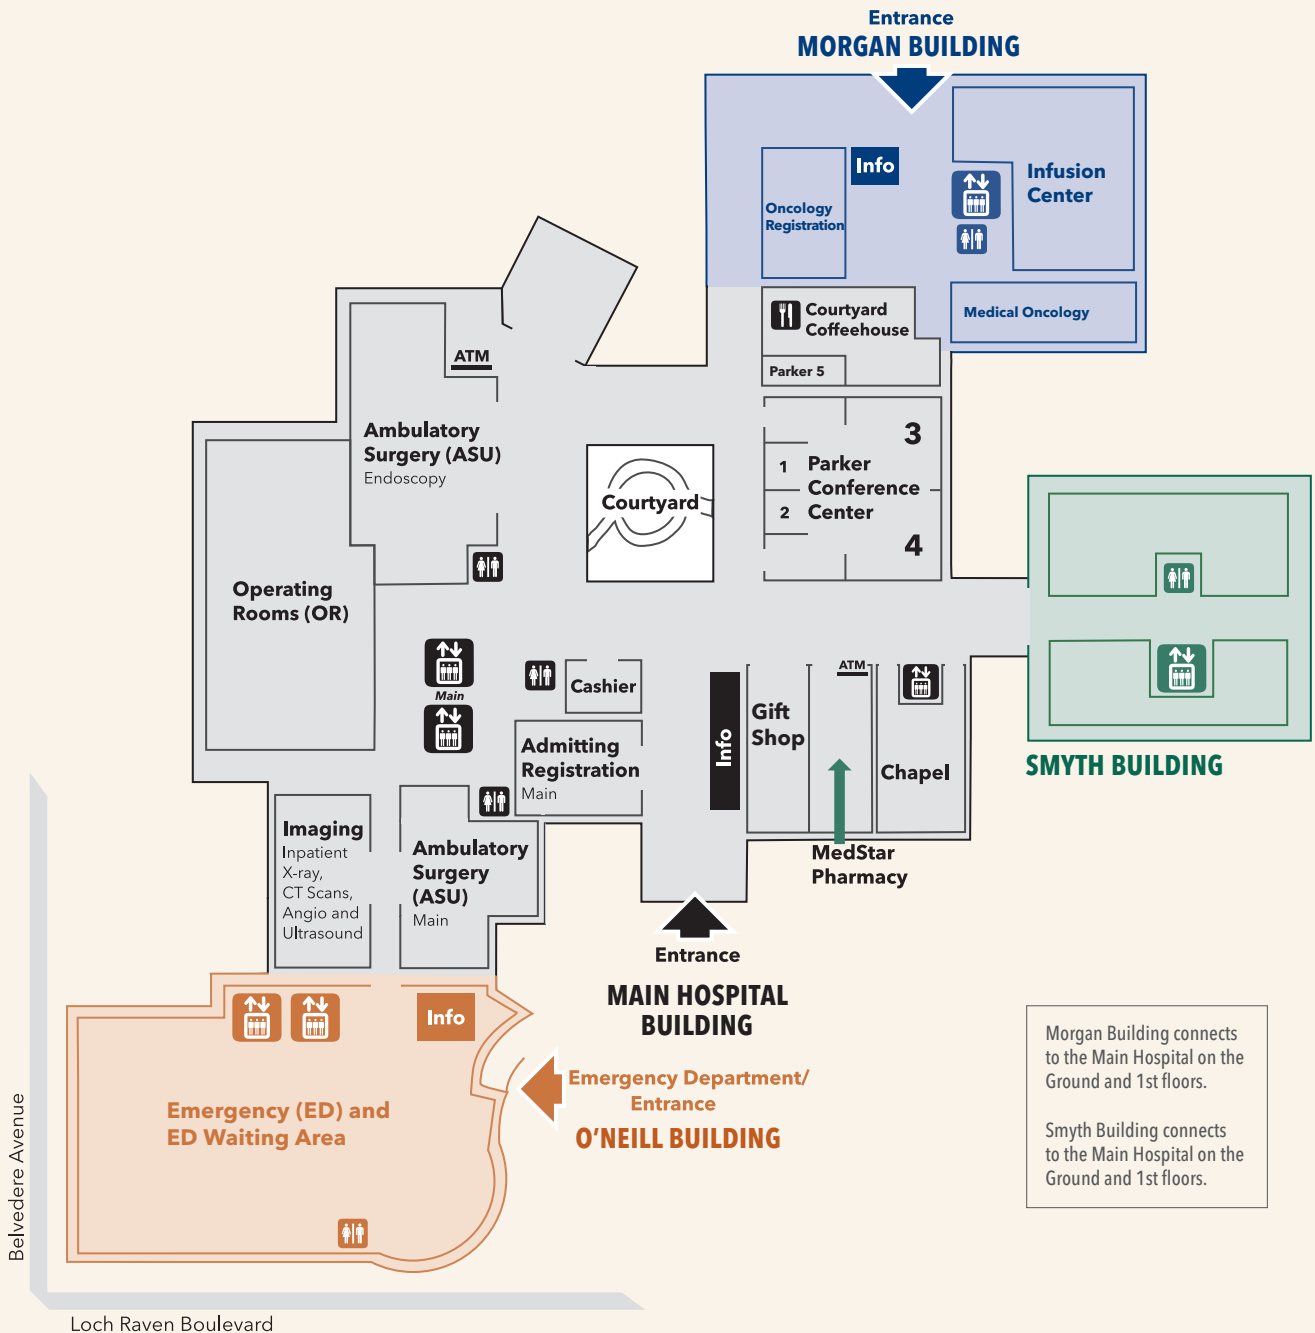 Entrance
MORGAN BUILDING
Info
Infusion
Center
Oncology
Registration
Courtyard
Coffeehouse
Medical Oncology
Parker 5
ATM
Ambulatory
Surgery (ASU)
Endoscopy
3
1
Parker
Conference
Center
2
4
Courtyard
Operating
Rooms (OR)
Main
Cashier
ATM
Gift
Shop
Info
Admitting
Registration
Main
Chapel
SMYTH BUILDING
Imaging
Inpatient
X-ray,
CT Scans,
Angio and
Ultrasound
Ambulatory
Surgery
(ASU)
Main
MedStar
Pharmacy
Entrance
MAIN HOSPITAL
BUILDING
Info
Emergency Department/
Entrance
O'NEILL BUILDING
Emergency (ED) and
ED Waiting Area
Morgan Building connects
to the Main Hospital on the
Ground and 1st floors.
Smyth Building connects
to the Main Hospital on the
Ground and 1st floors.
Belvedere Avenue
Loch Raven Boulevard